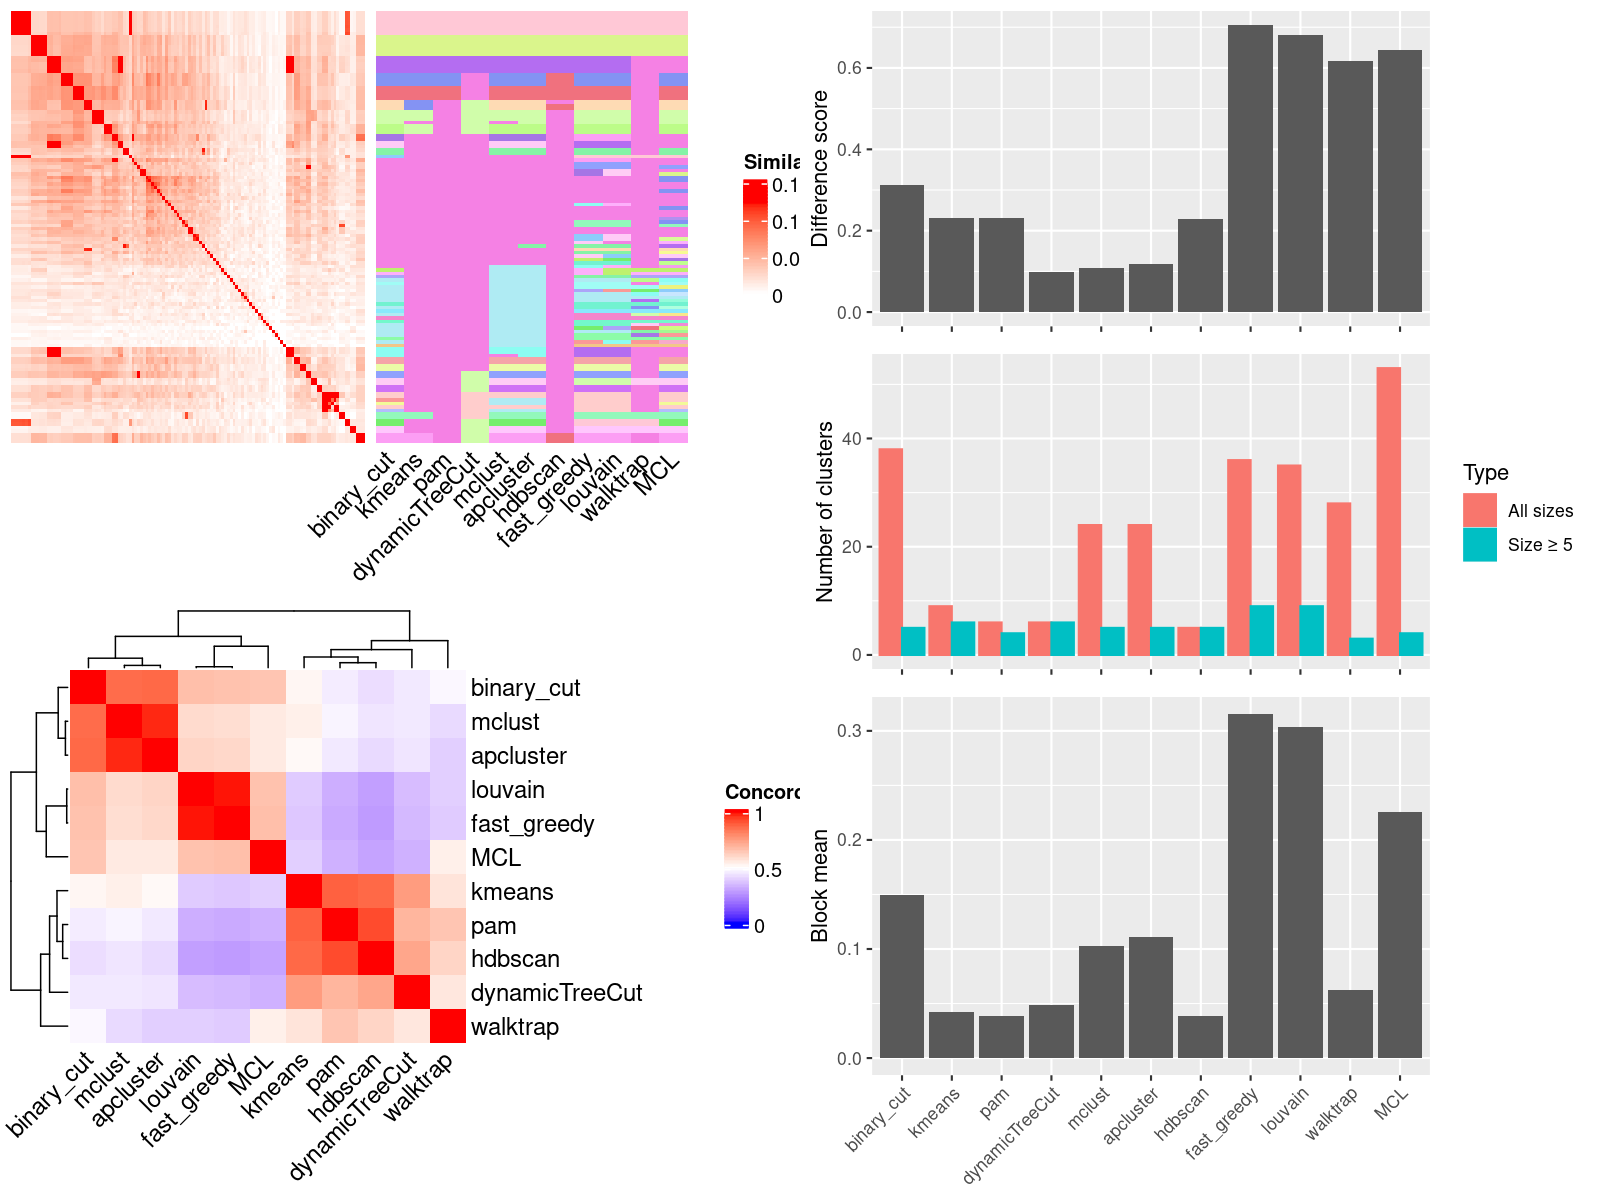 Simila
0.1
0.1
0.0
0
binary_cut
kmeans
pam
dynamicTreeCut
mclust
apcluster
hdbscan
fast_greedy
louvain
walktrap
MCL
binary_cut
mclust
apcluster
louvain
fast_greedy
MCL
kmeans
pam
hdbscan
dynamicTreeCut
walktrap
binary_cut
mclust
apcluster
louvain
fast_greedy
MCL
kmeans
pam
hdbscan
dynamicTreeCut
walktrap
Concord
1
0.5
0
Difference score
0.6
0.4
0.2
0.0
Number of clusters
40
20
0
Type
All sizes
Size ≥ 5
Block mean
0.3
0.2
0.1
0.0
binary_cut
kmeans
pam
dynamicTreeCut
mclust
apcluster
hdbscan
fast_greedy
louvain
walktrap
MCL